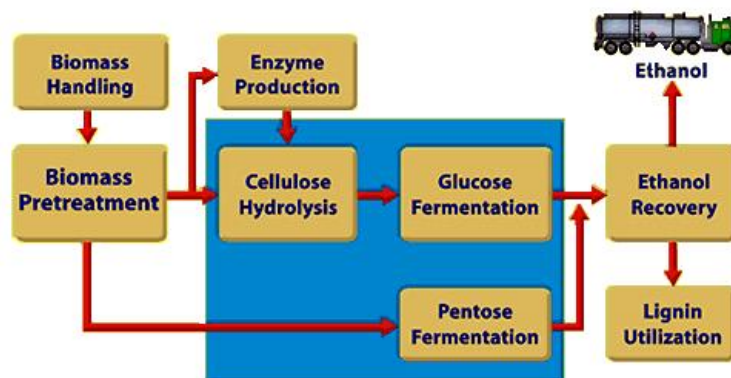 Biomass
Handling
Enzyme
Production
Ethanol
Biomass
Pretreatment
Cellulose
Hydrolysis
Glucose
Fermentation
Ethanol
Recovery
Pentose
Fermentation
Lignin
Utilization